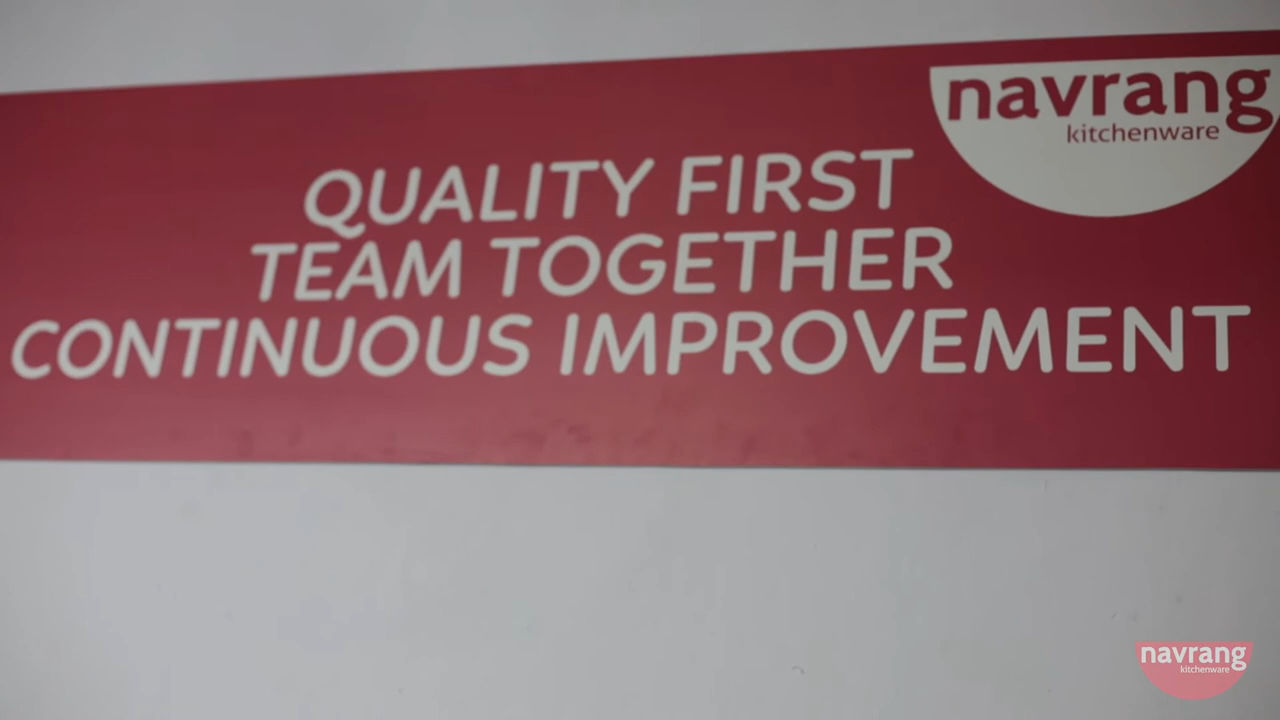 navrang
kitchenware
QUALITY FIRST
TEAM TOGETHER
CONTINUOUS IMPROVEMENT
navrang
kitchenware